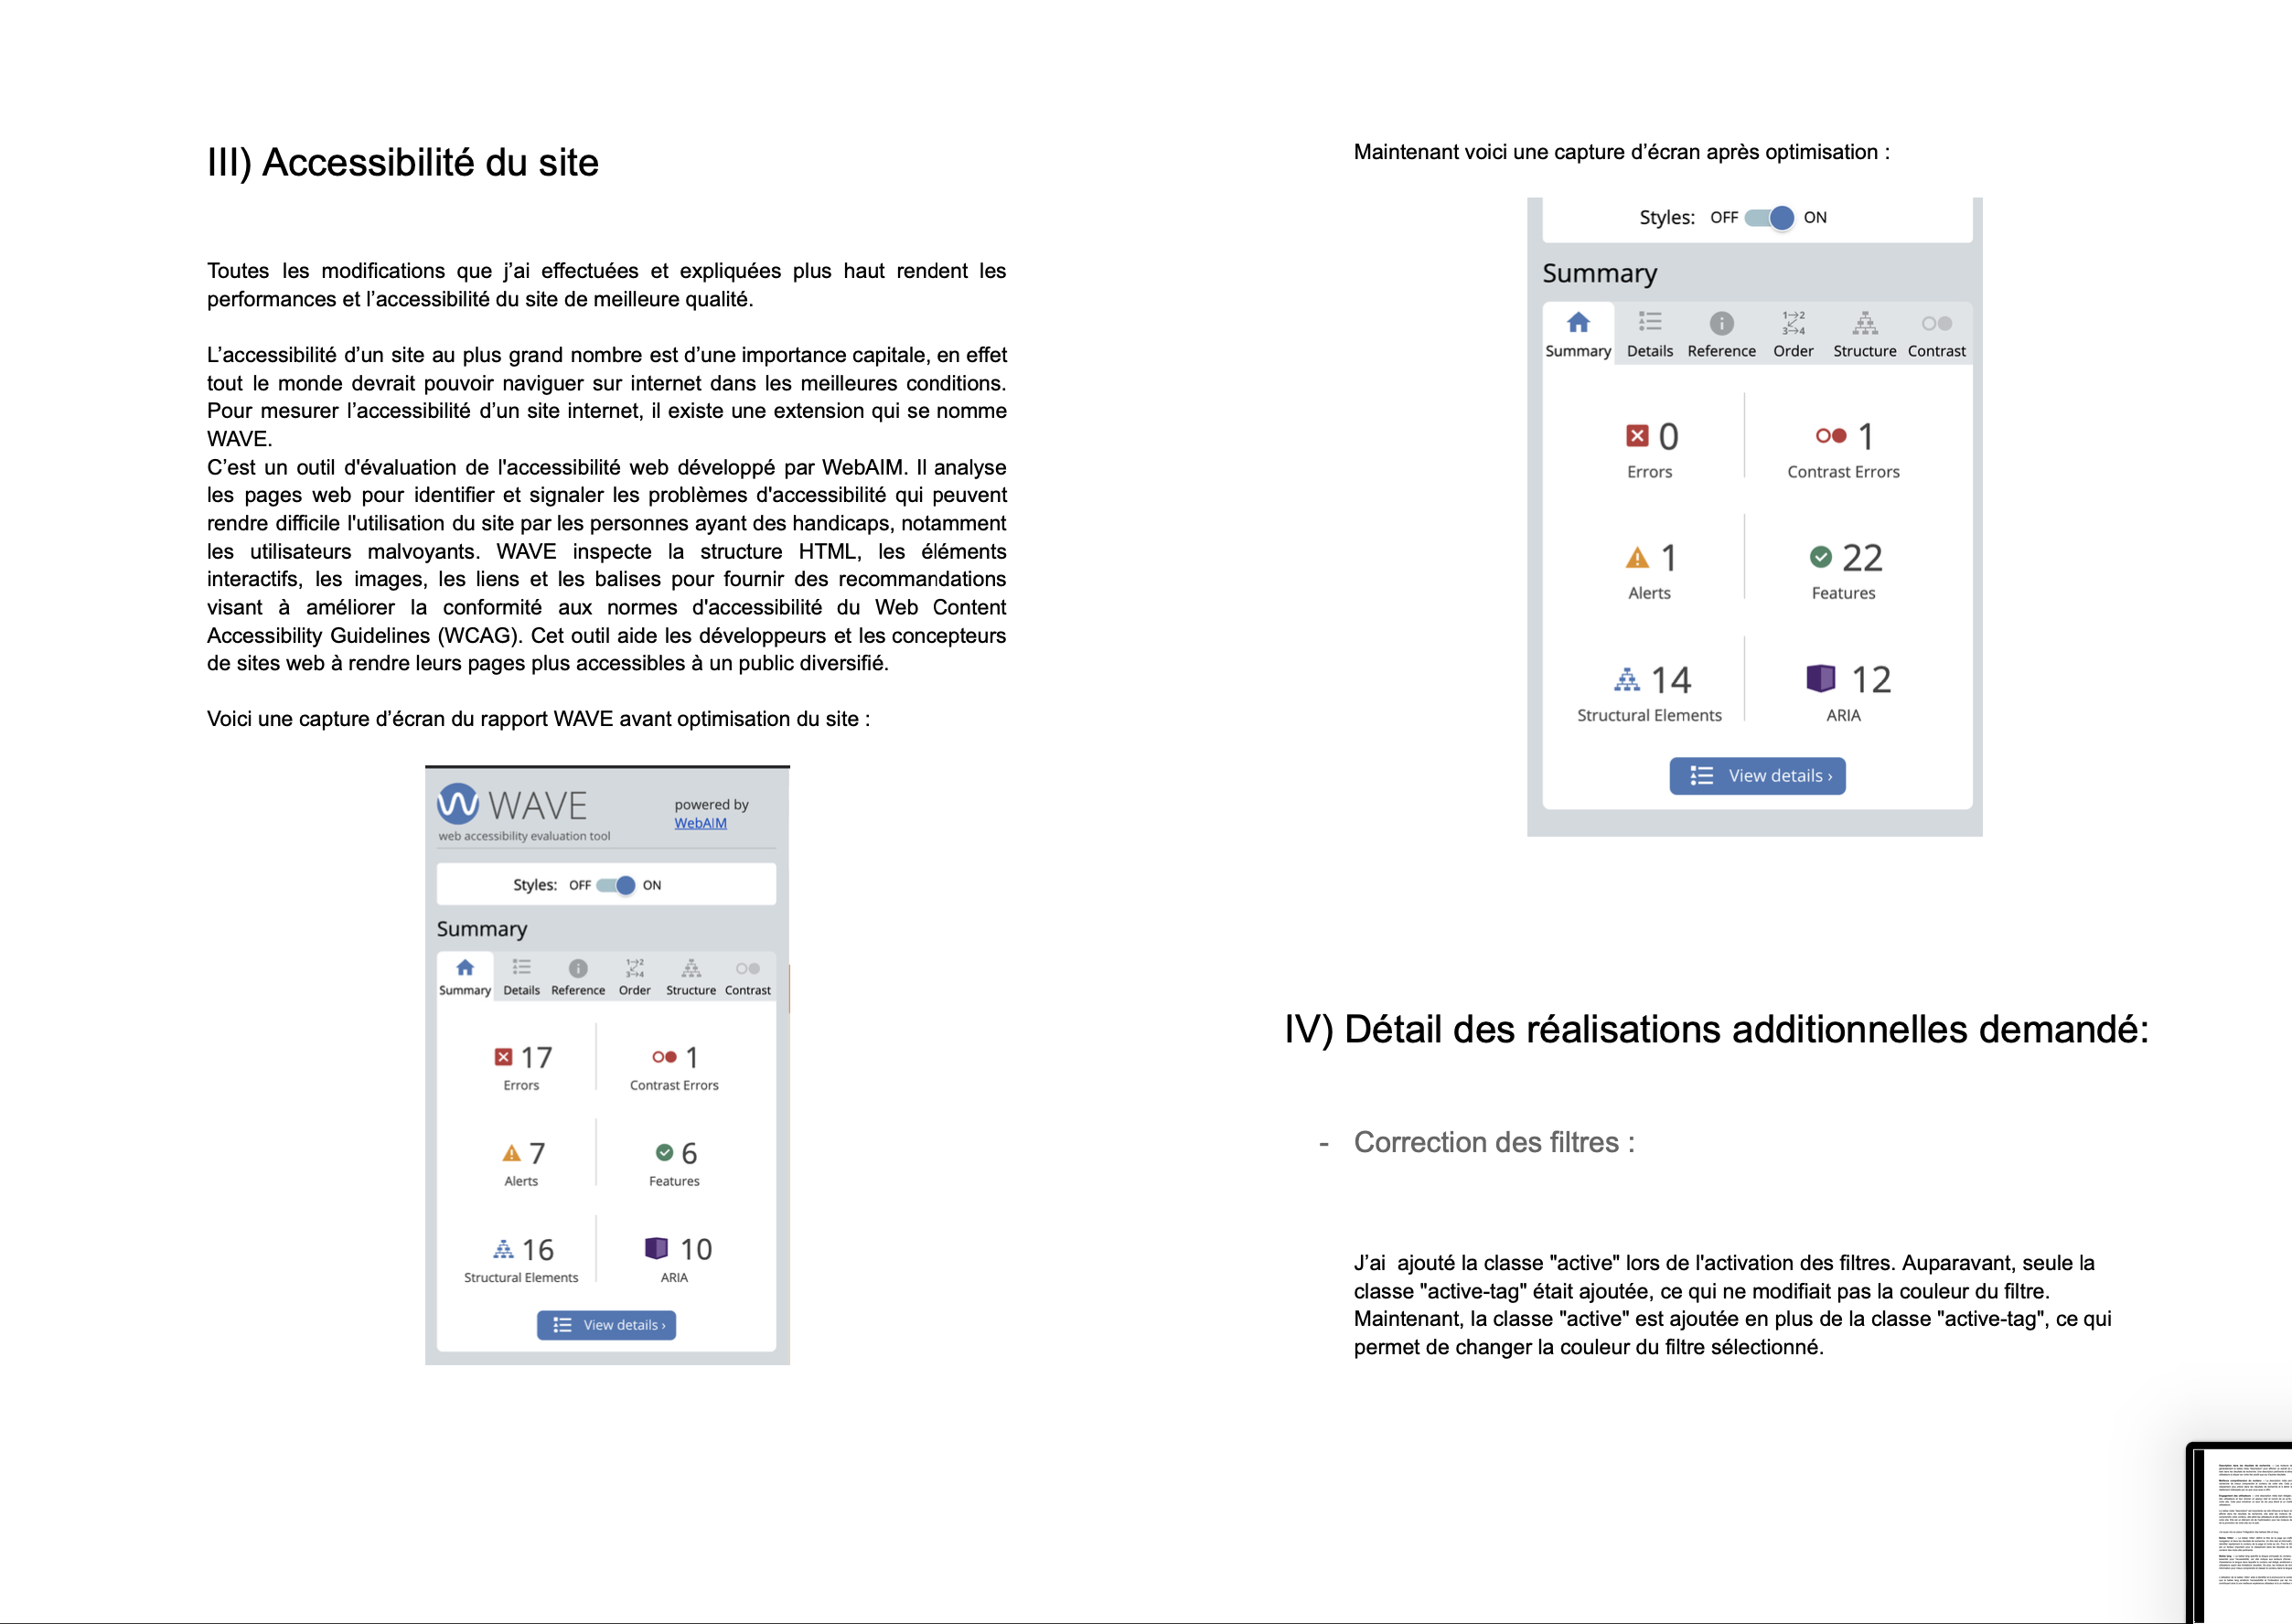 III) Accessibilité du site
Toutes les modifications que j’ai effectuées et expliquées plus haut rendent les
performances et l’accessibilité du site de meilleure qualité.
L’accessibilité d’un site au plus grand nombre est d’une importance capitale, en effet
tout le monde devrait pouvoir naviguer sur internet dans les meilleures conditions.
Pour mesurer l’accessibilité d’un site internet, il existe une extension qui se nomme
WAVE.
C’est un outil d'évaluation de l'accessibilité web développé par WebAIM. Il analyse
les pages web pour identifier et signaler les problèmes d'accessibilité qui peuvent
rendre difficile l'utilisation du site par les personnes ayant des handicaps, notamment
les utilisateurs malvoyants. WAVE inspecte la structure HTML, les éléments
interactifs, les images, les liens et les balises pour fournir des recommandations
visant à améliorer la conformité aux normes d'accessibilité du Web Content
Accessibility Guidelines (WCAG). Cet outil aide les développeurs et les concepteurs
de sites web à rendre leurs pages plus accessibles à un public diversifié.
Voici une capture d’écran du rapport WAVE avant optimisation du site :
WAVE
powered by
WebAIM
web accessibility evaluation tool
Styles: OFF ON
Summary
Summary Details Reference Order Structure Contrast
17 1
Errors Contrast Errors
7 6
Alerts Features
16 10
Structural Elements ARIA
View details ›
Maintenant voici une capture d’écran après optimisation :
Styles: OFF ON
Summary
Summary Details Reference Order Structure Contrast
0 1
Errors Contrast Errors
1 22
Alerts Features
14 12
Structural Elements ARIA
View details ›
IV) Détail des réalisations additionnelles demandé:
- Correction des filtres :
J’ai ajouté la classe "active" lors de l'activation des filtres. Auparavant, seule la
classe "active-tag" était ajoutée, ce qui ne modifiait pas la couleur du filtre.
Maintenant, la classe "active" est ajoutée en plus de la classe "active-tag", ce qui
permet de changer la couleur du filtre sélectionné.